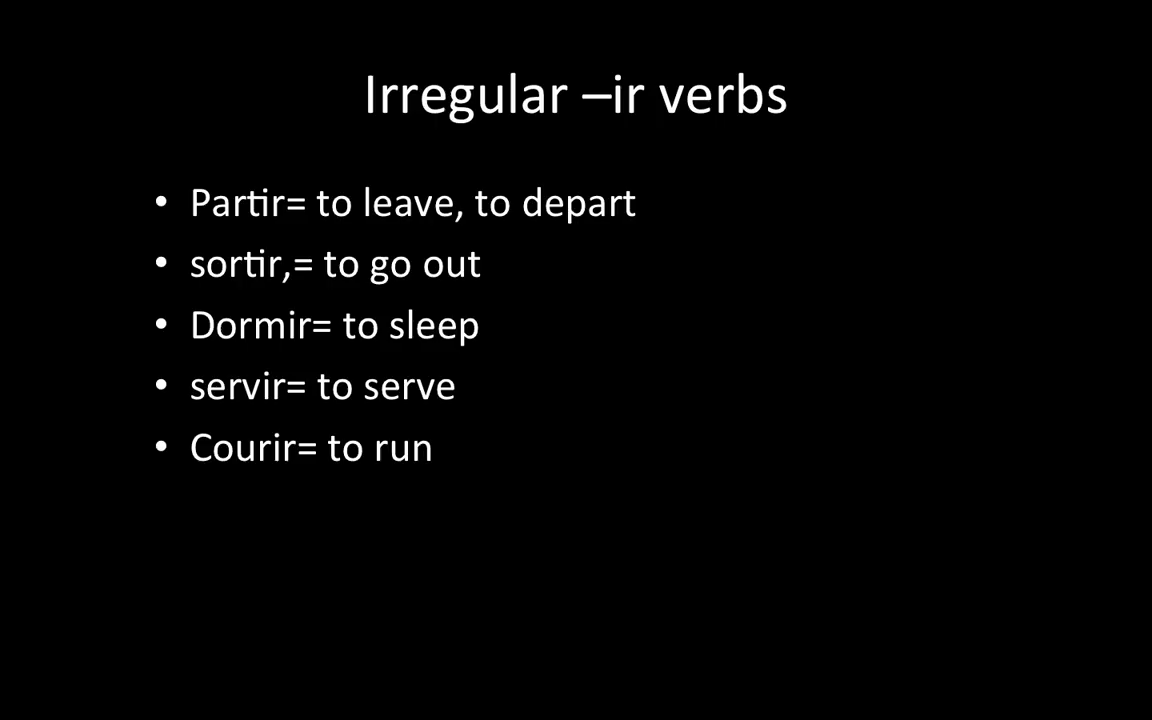 Irregular –ir verbs
• Partir= to leave, to depart
• sortir,= to go out
• Dormir= to sleep
• servir= to serve
• Courir= to run